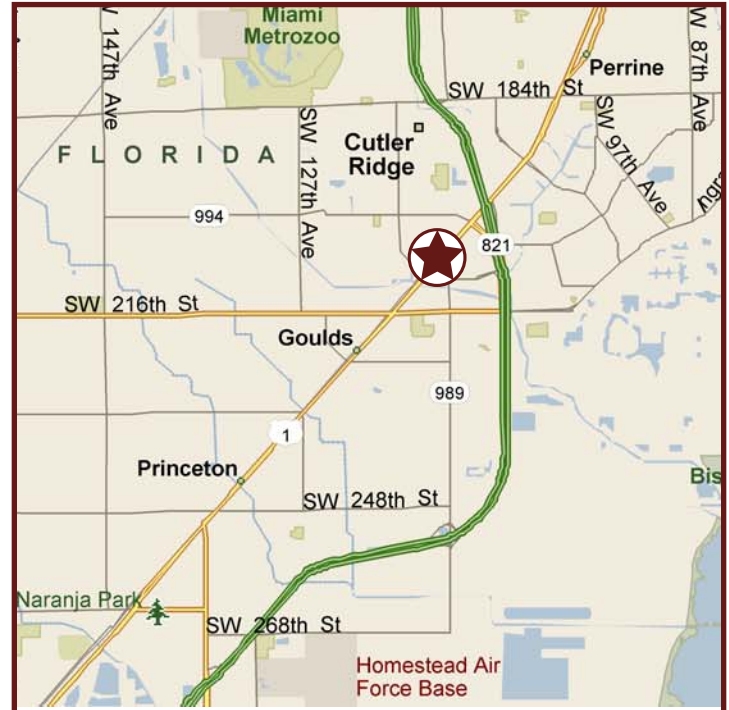 Miami
Metrozoo
SW 147th Ave
Perrine
SW 87th Ave
SW 184th St
SW 97th Ave
Cutler
Ridge
FLORIDA
SW 127th Ave
994
821
SW 216th St
Goulds
989
1
Princeton
Bis
SW 248th St
Naranja Park
SW 268th St
Homestead Air
Force Base